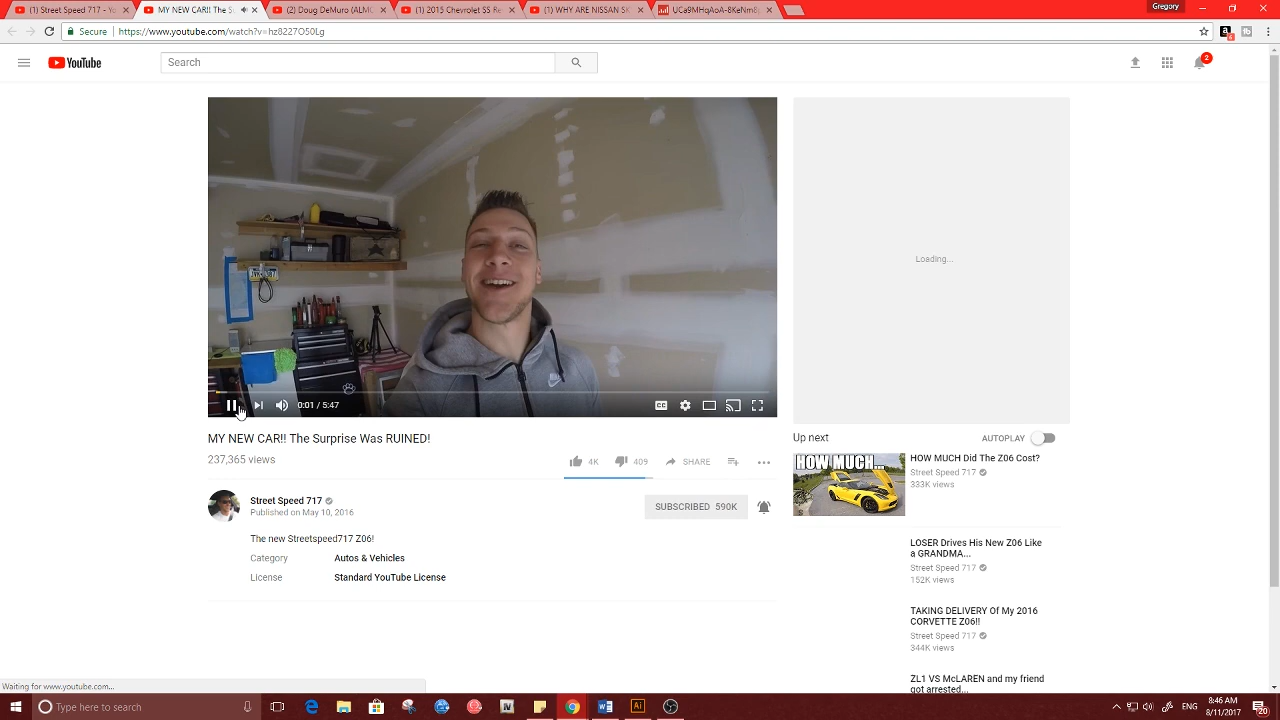 (1) Street Speed 717 - Yo
MY NEW CAR!! The Su
(2) Doug DeMuro (ALMO
(1) 2015 Chevrolet SS Re
(1) WHY ARE NISSAN SK
UCa9MHqAoA-8KeNm8
Gregory
Secure
https://www.youtube.com/watch?v=hz8227O50Lg
YouTube
Search
2
Loading...
0:01 / 5:47
CC
MY NEW CAR!! The Surprise Was RUINED!
237,365 views
4K
409
SHARE
Street Speed 717
Published on May 10, 2016
SUBSCRIBED 590K
The new Streetspeed717 Z06!
Category Autos & Vehicles
License Standard YouTube License
Up next
AUTOPLAY
HOW MUCH...
HOW MUCH Did The Z06 Cost?
Street Speed 717
333K views
LOSER Drives His New Z06 Like
a GRANDMA...
Street Speed 717
152K views
TAKING DELIVERY Of My 2016
CORVETTE Z06!!
Street Speed 717
344K views
ZL1 VS McLAREN and my friend
got arrested...
Waiting for www.youtube.com...
Type here to search
ENG
8:46 AM
8/11/2017
20